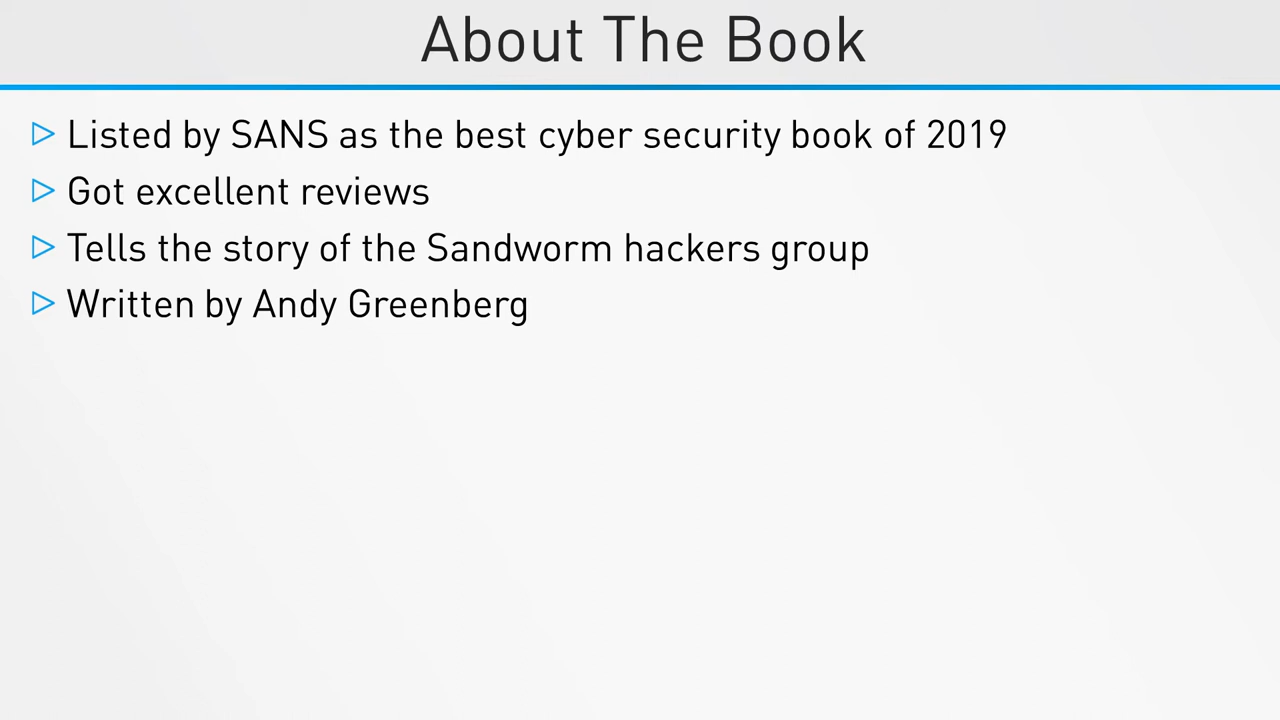 About The Book
Listed by SANS as the best cyber security book of 2019
Got excellent reviews
Tells the story of the Sandworm hackers group
Written by Andy Greenberg